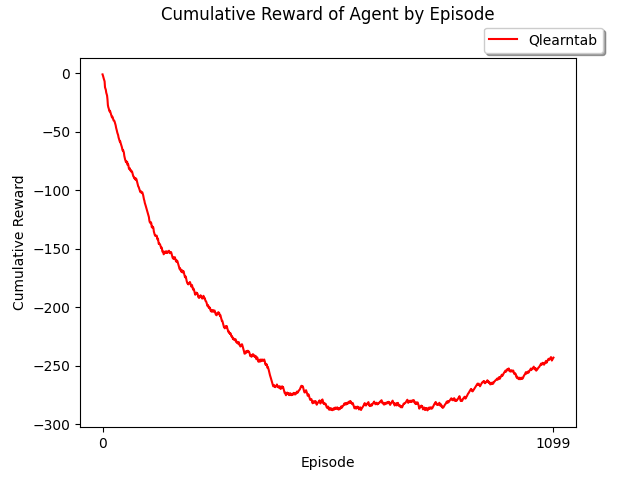 Cumulative Reward of Agent by Episode
Qlearntab
0
−50
−100
−150
−200
−250
−300
Cumulative Reward
0
1099
Episode